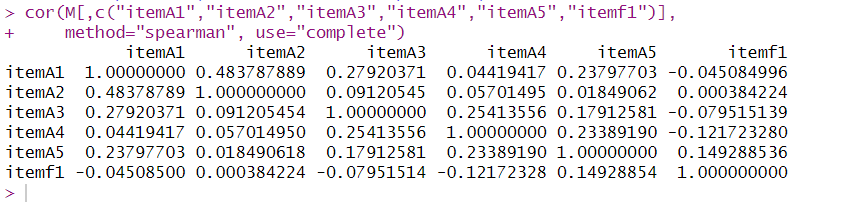 > cor(M[,c("itemA1","itemA2","itemA3","itemA4","itemA5","itemf1")],
+     method="spearman", use="complete")
            itemA1      itemA2      itemA3      itemA4     itemA5       itemf1
itemA1  1.00000000 0.483787889  0.27920371  0.04419417 0.23797703 -0.045084996
itemA2  0.48378789 1.000000000  0.09120545  0.05701495 0.01849062  0.000384224
itemA3  0.27920371 0.091205454  1.00000000  0.25413556 0.17912581 -0.079515139
itemA4  0.04419417 0.057014950  0.25413556  1.00000000 0.23389190 -0.121723280
itemA5  0.23797703 0.018490618  0.17912581  0.23389190 1.00000000  0.149288536
itemf1 -0.04508500 0.000384224 -0.07951514 -0.12172328 0.14928854  1.000000000
>